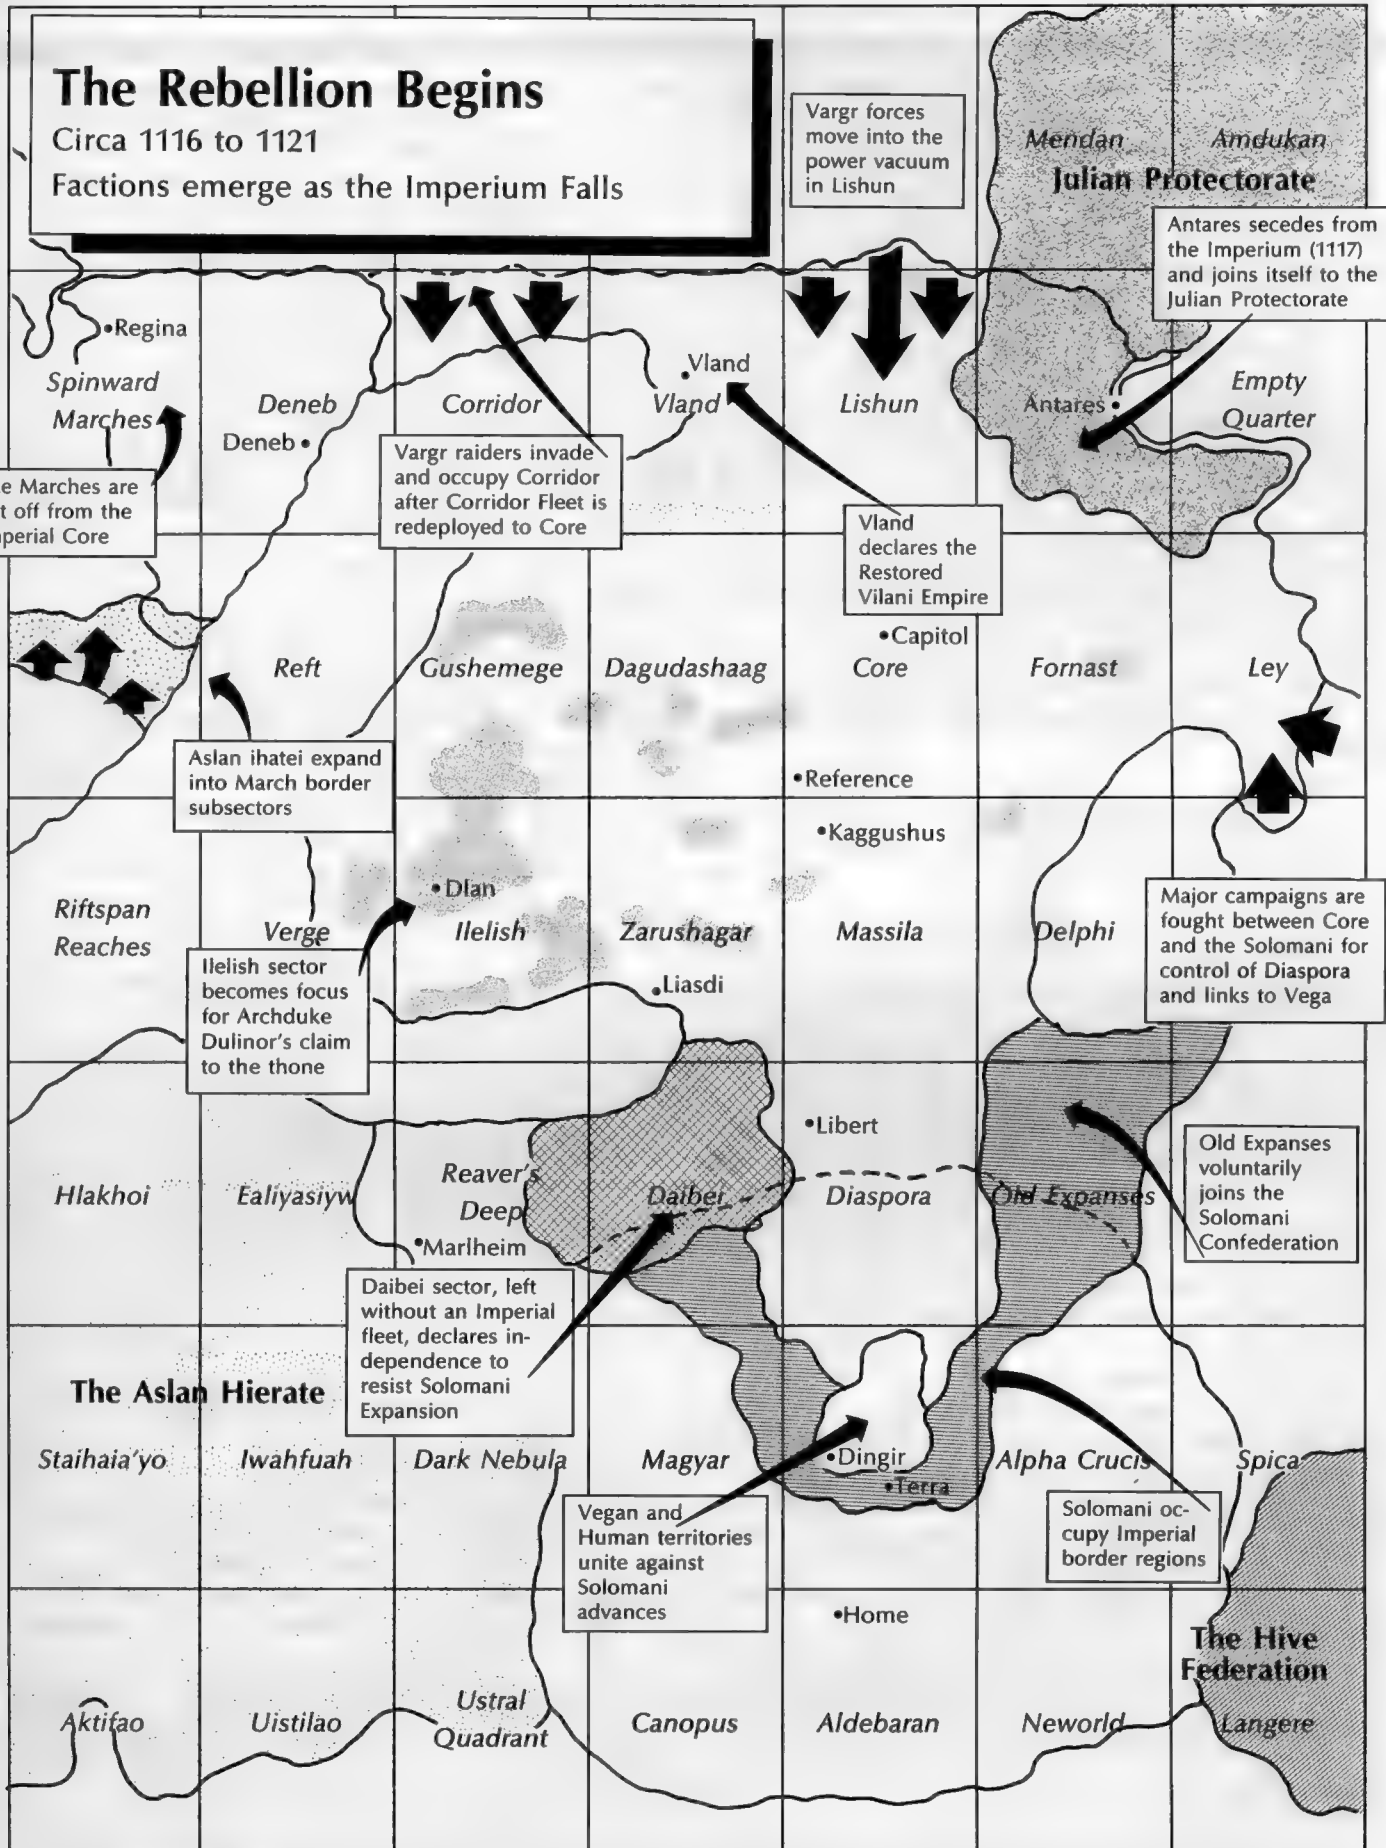 The Rebellion Begins
Circa 1116 to 1121
Factions emerge as the Imperium Falls
Vargr forces
move into the
power vacuum
in Lishun
Mendan
Amdukan
Julian Protectorate
Antares secedes from
the Imperium (1117)
and joins itself to the
Julian Protectorate
Regina
Spinward
Marches
Deneb
Deneb
Corridor
Vland
Vland
Lishun
Antares
Empty
Quarter
e Marches are
t off from the
perial Core
Vargr raiders invade
and occupy Corridor
after Corridor Fleet is
redeployed to Core
Vland
declares the
Restored
Vilani Empire
Capitol
Reft
Gushemege
Dagudashaag
Core
Fornast
Ley
Aslan ihatei expand
into March border
subsectors
Reference
Kaggushus
Dlan
Riftspan
Reaches
Verge
Ilelish
Zarushagar
Massila
Delphi
Major campaigns are
fought between Core
and the Solomani for
control of Diaspora
and links to Vega
Ilelish sector
becomes focus
for Archduke
Dulinor's claim
to the thone
Liasdi
Libert
Old Expanses
voluntarily
joins the
Solomani
Confederation
Hlakhoi
Ealiyasiyw
Reaver's
Deep
Daibei
Diaspora
Old Expanses
Marlheim
Daibei sector, left
without an Imperial
fleet, declares in-
dependence to
resist Solomani
Expansion
The Aslan Hierate
Staihaia'yo
Iwahfuah
Dark Nebula
Magyar
Dingir
Terra
Alpha Crucis
Spica
Vegan and
Human territories
unite against
Solomani
advances
Solomani oc-
cupy Imperial
border regions
Home
The Hive
Federation
Aktifao
Uistilao
Ustral
Quadrant
Canopus
Aldebaran
Neworld
Langere